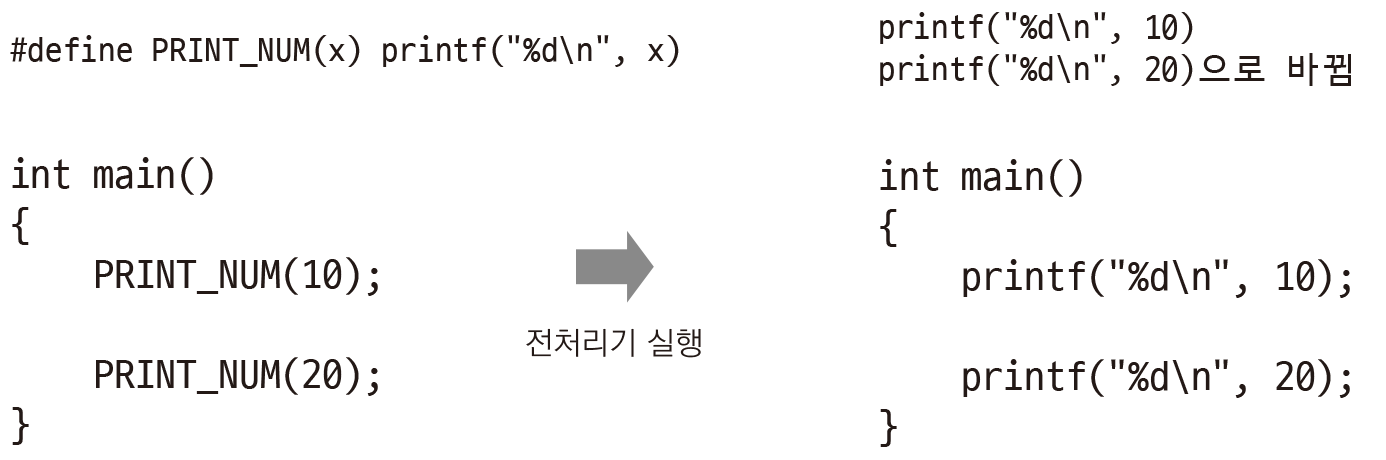 #define PRINT_NUM(x) printf("%d\n", x)
int main()
{
    PRINT_NUM(10);
    PRINT_NUM(20);
}
전처리기 실행
printf("%d\n", 10)
printf("%d\n", 20)으로 바뀜
int main()
{
    printf("%d\n", 10);
    printf("%d\n", 20);
}